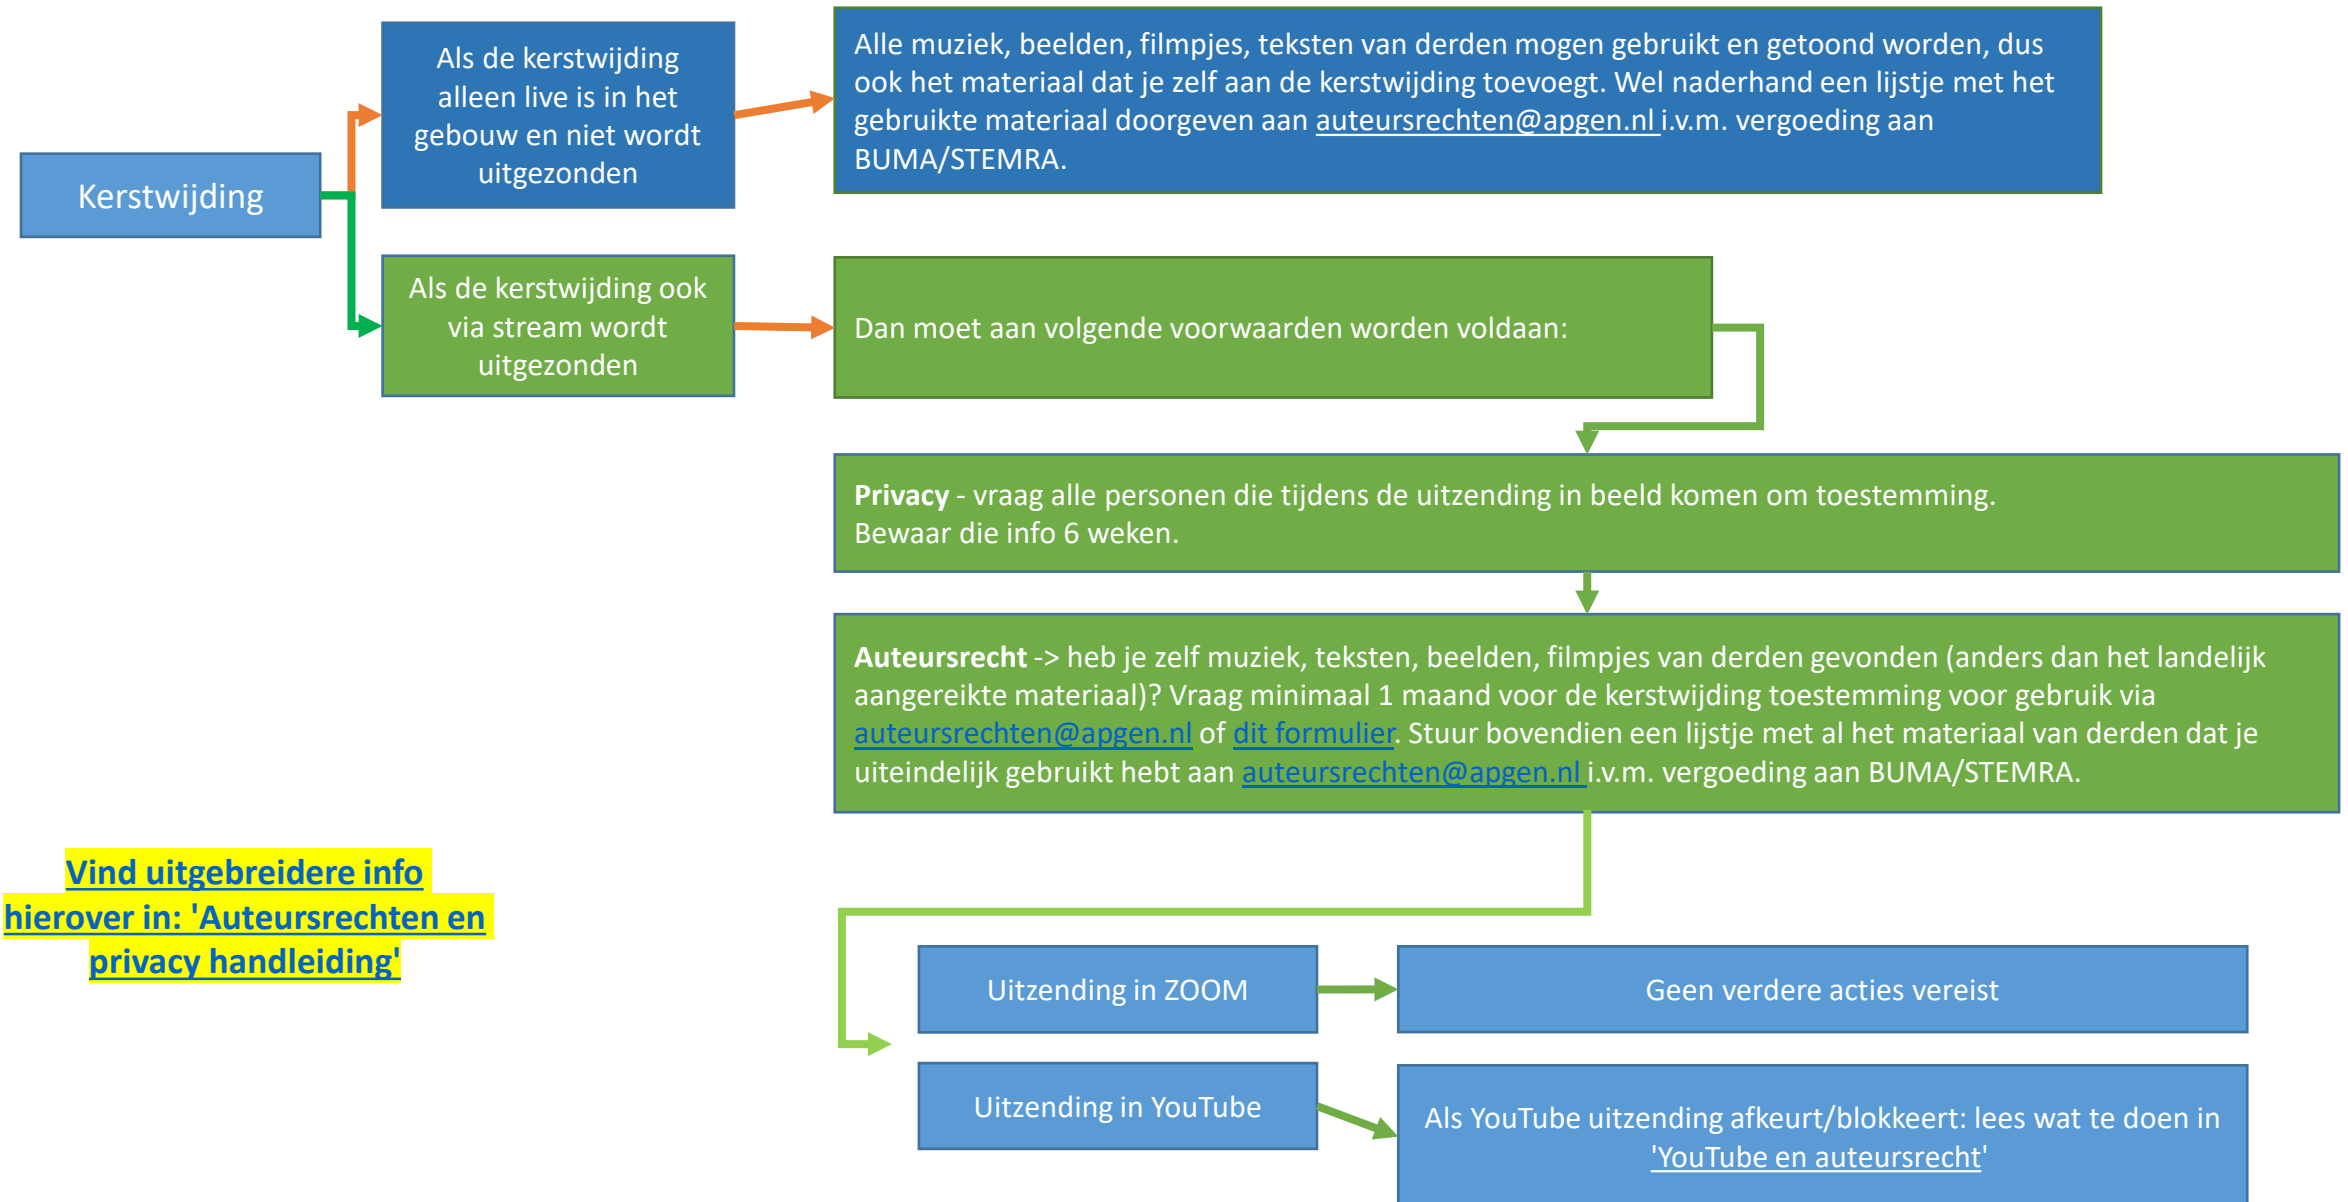 Kerstwijding
Als de kerstwijding
alleen live is in het
gebouw en niet wordt
uitgezonden
Alle muziek, beelden, filmpjes, teksten van derden mogen gebruikt en getoond worden, dus
ook het materiaal dat je zelf aan de kerstwijding toevoegt. Wel naderhand een lijstje met het
gebruikte materiaal doorgeven aan auteursrechten@apgen.nl i.v.m. vergoeding aan
BUMA/STEMRA.
Als de kerstwijding ook
via stream wordt
uitgezonden
Dan moet aan volgende voorwaarden worden voldaan:
Privacy - vraag alle personen die tijdens de uitzending in beeld komen om toestemming.
Bewaar die info 6 weken.
Auteursrecht -> heb je zelf muziek, teksten, beelden, filmpjes van derden gevonden (anders dan het landelijk
aangereikte materiaal)? Vraag minimaal 1 maand voor de kerstwijding toestemming voor gebruik via
auteursrechten@apgen.nl of dit formulier. Stuur bovendien een lijstje met al het materiaal van derden dat je
uiteindelijk gebruikt hebt aan auteursrechten@apgen.nl i.v.m. vergoeding aan BUMA/STEMRA.
Vind uitgebreidere info
hierover in: 'Auteursrechten en
privacy handleiding'
Uitzending in ZOOM
Geen verdere acties vereist
Uitzending in YouTube
Als YouTube uitzending afkeurt/blokkeert: lees wat te doen in
'YouTube en auteursrecht'